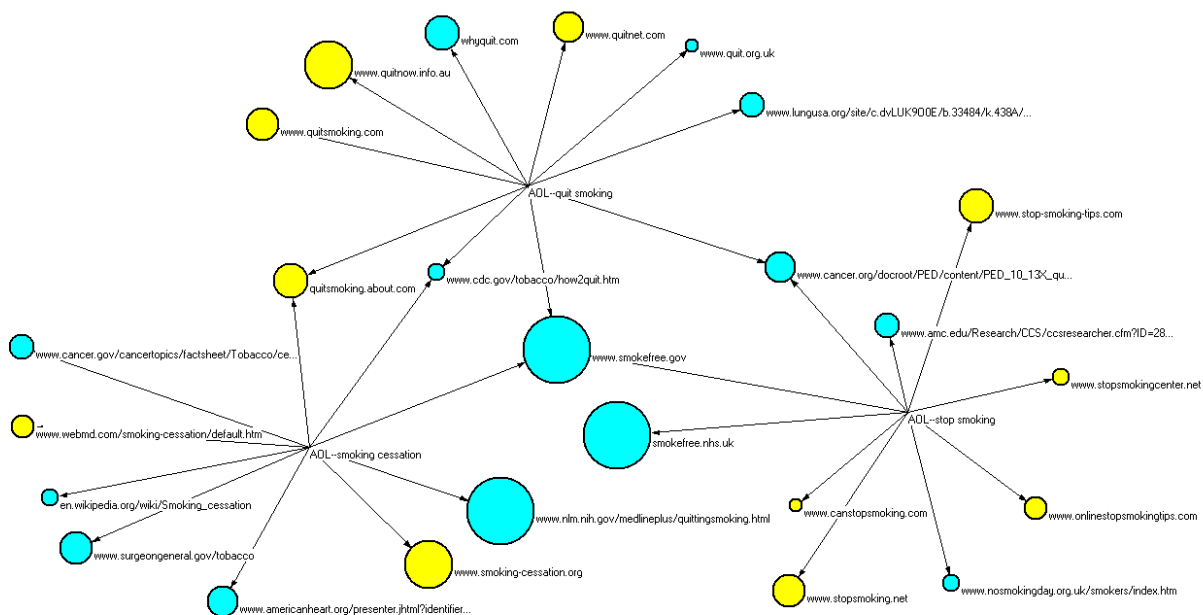 whyquit.com
www.quitnet.com
www.quit.org.uk
www.quitnow.info.au
www.lungusa.org/site/c.dvLUK9O0E/b.33484/k.438A/...
www.quitsmoking.com
AOL--quit smoking
www.stop-smoking-tips.com
www.cancer.org/docroot/PED/content/PED_10_13X_qu...
www.cdc.gov/tobacco/how2quit.htm
quitsmoking.about.com
www.amc.edu/Research/CCS/ccsresearcher.cfm?ID=28...
www.cancer.gov/cancertopics/factsheet/Tobacco/ce...
www.smokefree.gov
www.stopsmokingcenter.net
AOL--stop smoking
www.webmd.com/smoking-cessation/default.htm
smokefree.nhs.uk
AOL--smoking cessation
en.wikipedia.org/wiki/Smoking_cessation
www.canstopsmoking.com
www.onlinestopsmokingtips.com
www.nlm.nih.gov/medlineplus/quittingsmoking.html
www.surgeongeneral.gov/tobacco
www.smoking-cessation.org
www.nosmokingday.org.uk/smokers/index.htm
www.stopsmoking.net
www.americanheart.org/presenter.jhtml?identifier...